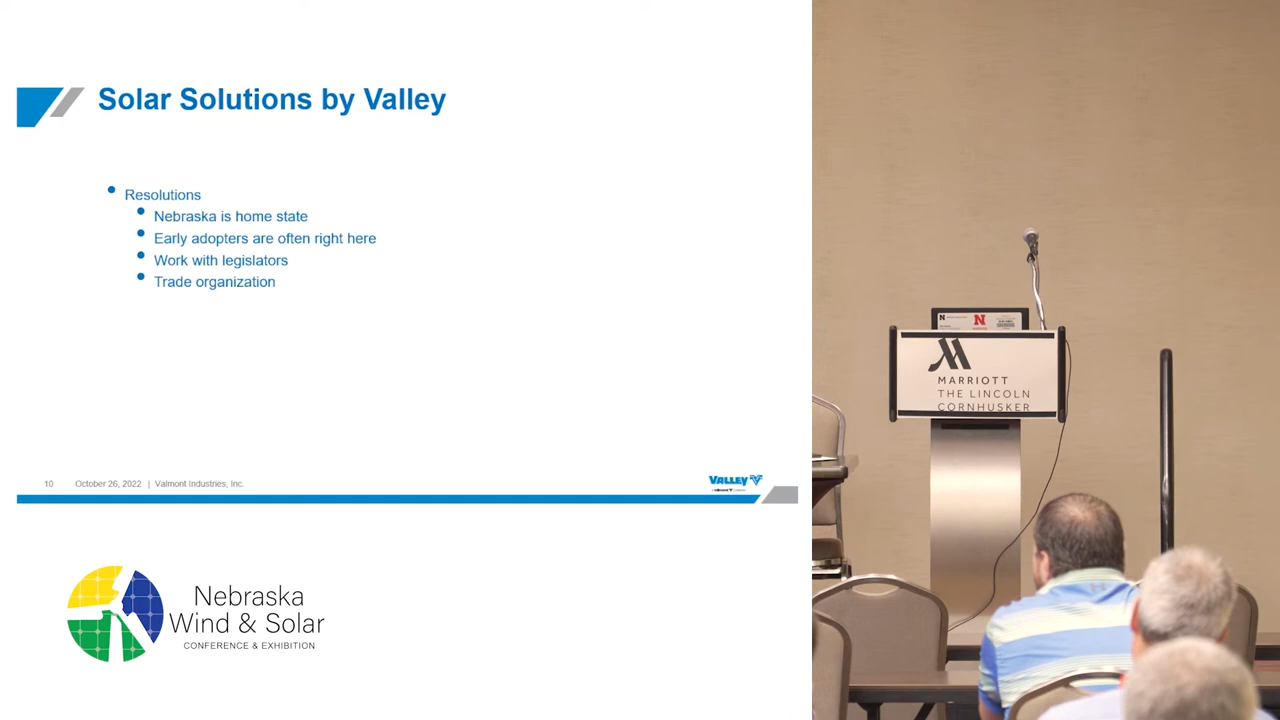 Solar Solutions by Valley
Resolutions
Nebraska is home state
Early adopters are often right here
Work with legislators
Trade organization
10 October 26, 2022 | Valmont Industries, Inc.
VALLEY
Nebraska
Wind & Solar
CONFERENCE & EXHIBITION
N
N
MARRIOTT
THE LINCOLN
CORNHUSKER